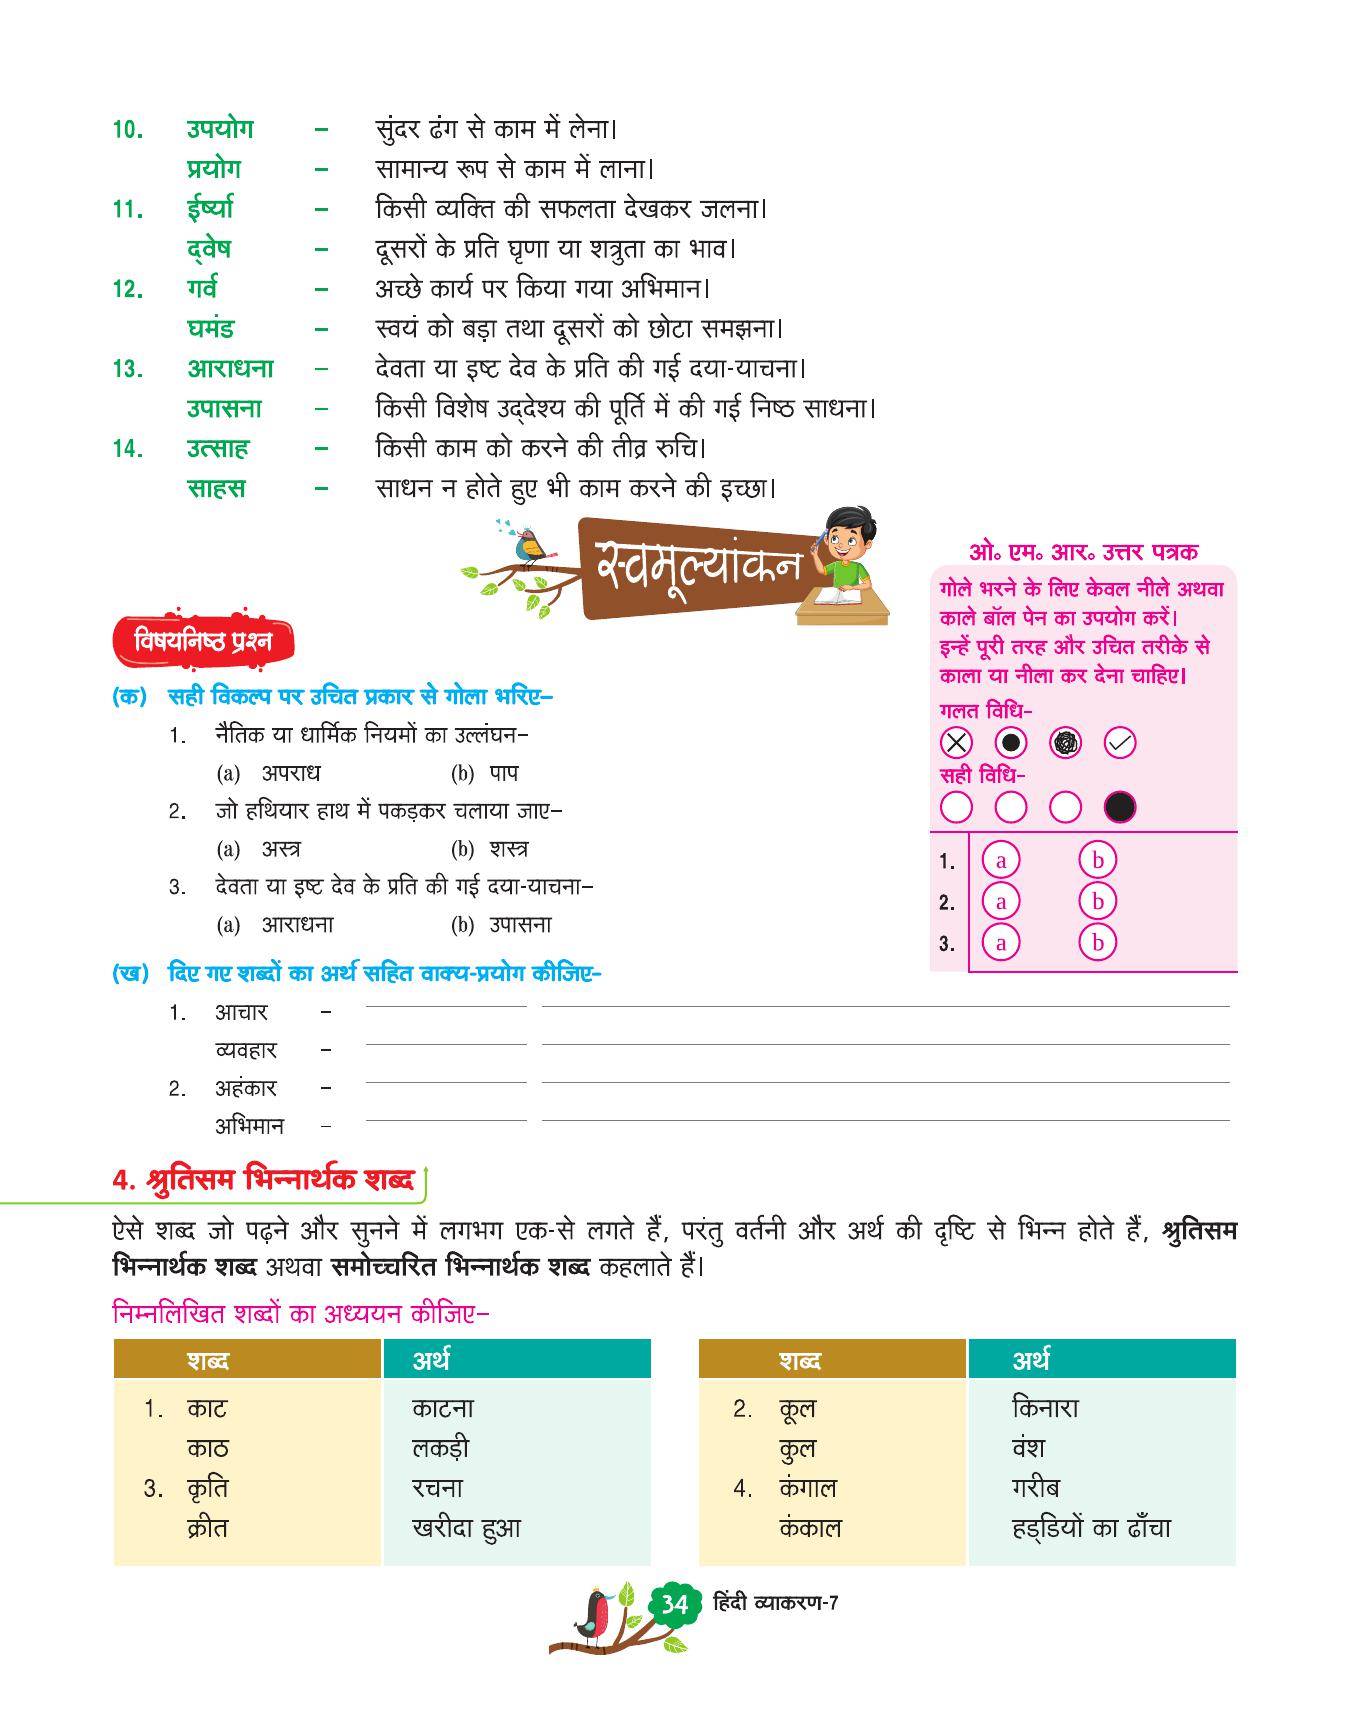 10. उपयोग – सुंदर ढंग से काम में लेना।
प्रयोग – सामान्य रूप से काम में लाना।
11. ईर्ष्या – किसी व्यक्ति की सफलता देखकर जलना।
द्‌वेष – दूसरों के प्रति घृणा या शत्रुता का भाव।
12. गर्व – अच्छे कार्य पर किया गया अभिमान।
घमंड – स्वयं को बड़ा तथा दूसरों को छोटा समझना।
13. आराधना – देवता या इष्ट देव के प्रति की गई दया-याचना।
उपासना – किसी विशेष उद्‌देश्य की पूर्ति में की गई निष्ठ साधना।
14. उत्साह – किसी काम को करने की तीव्र रुचि।
साहस – साधन न होते हुए भी काम करने की इच्छा।
स्वमूल्यांकन
विषयनिष्ठ प्रश्न
(क) सही विकल्प पर उचित प्रकार से गोला भरिए–
1. नैतिक या धार्मिक नियमों का उल्लंघन–
(a) अपराध (b) पाप
2. जो हथियार हाथ में पकड़कर चलाया जाए–
(a) अस्त्र (b) शस्त्र
3. देवता या इष्ट देव के प्रति की गई दया-याचना–
(a) आराधना (b) उपासना
ओ॰ एम॰ आर॰ उत्तर पत्रक
गोले भरने के लिए केवल नीले अथवा
काले बॉल पेन का उपयोग करें।
इन्हें पूरी तरह और उचित तरीके से
काला या नीला कर देना चाहिए।
गलत विधि–
सही विधि–
1. a b
2. a b
3. a b
(ख) दिए गए शब्दों का अर्थ सहित वाक्य-प्रयोग कीजिए–
1. आचार –
व्यवहार –
2. अहंकार –
अभिमान –
4. श्रुतिसम भिन्नार्थक शब्द
ऐसे शब्द जो पढ़ने और सुनने में लगभग एक-से लगते हैं, परंतु वर्तनी और अर्थ की दृष्टि से भिन्न होते हैं, श्रुतिसम
भिन्नार्थक शब्द अथवा समोच्चरित भिन्नार्थक शब्द कहलाते हैं।
निम्नलिखित शब्दों का अध्ययन कीजिए–
शब्द अर्थ शब्द अर्थ
1. काट काटना 2. कूल किनारा
काठ लकड़ी कुल वंश
3. कृति रचना 4. कंगाल गरीब
क्रीत खरीदा हुआ कंकाल हड्‌डियों का ढाँचा
34 हिंदी व्याकरण-7